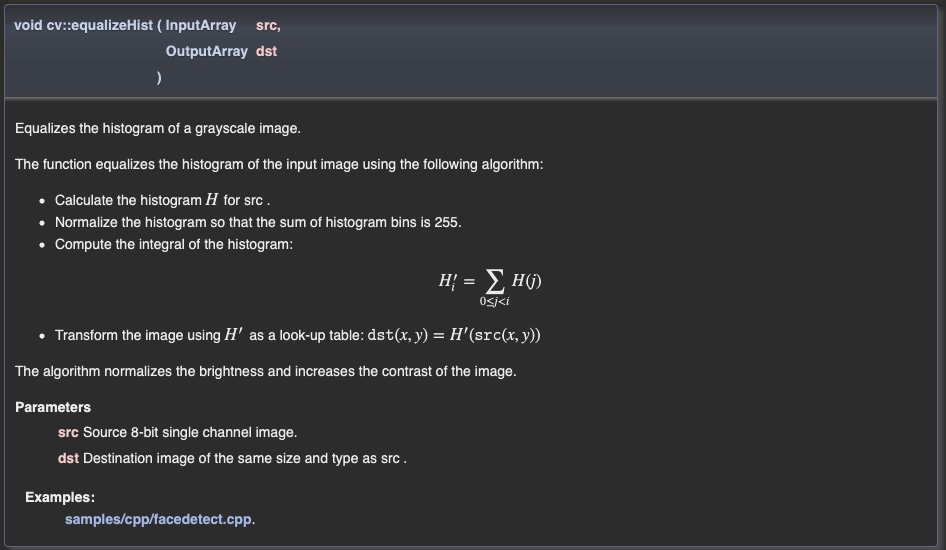 void cv::equalizeHist ( InputArray src,
OutputArray dst
)
Equalizes the histogram of a grayscale image.
The function equalizes the histogram of the input image using the following algorithm:
• Calculate the histogram H for src .
• Normalize the histogram so that the sum of histogram bins is 255.
• Compute the integral of the histogram:
H′ᵢ = ∑ H(j)
0≤j<i
• Transform the image using H′ as a look-up table: dst(x, y) = H′(src(x, y))
The algorithm normalizes the brightness and increases the contrast of the image.
Parameters
src Source 8-bit single channel image.
dst Destination image of the same size and type as src .
Examples:
samples/cpp/facedetect.cpp.